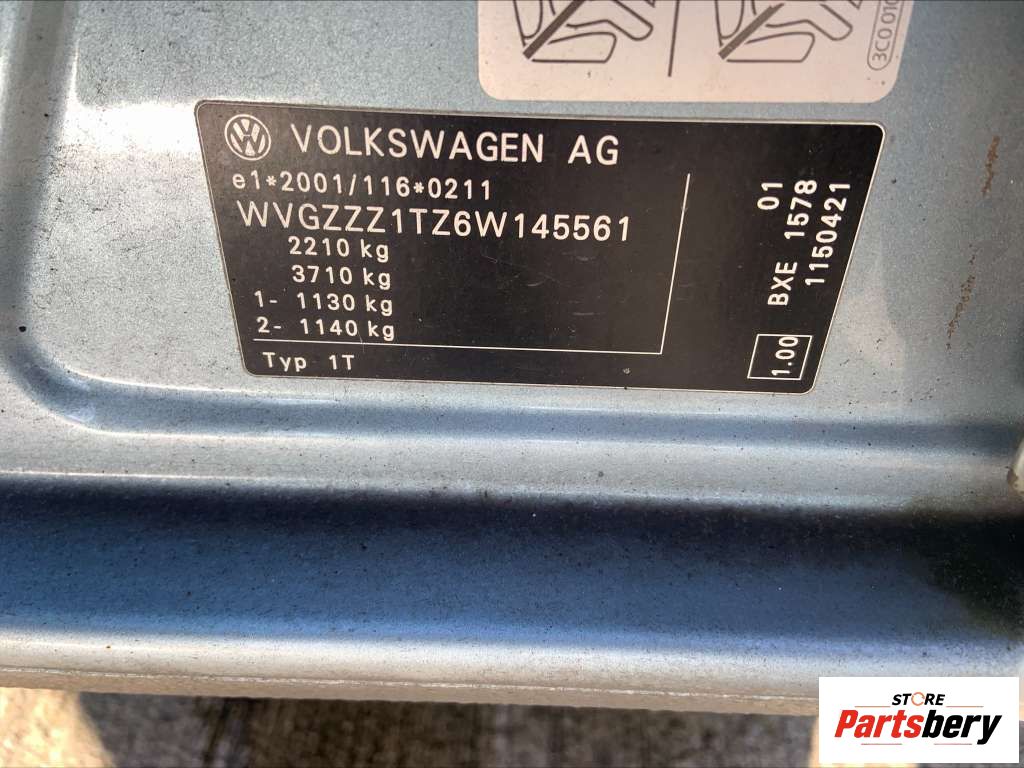 3C0 010
VOLKSWAGEN AG
e1*2001/116*0211
WVGZZZ1TZ6W145561
2210 kg
3710 kg
1- 1130 kg
2- 1140 kg
Typ 1T
01
BXE 1578
1150421
1.00
STORE
Partsbery